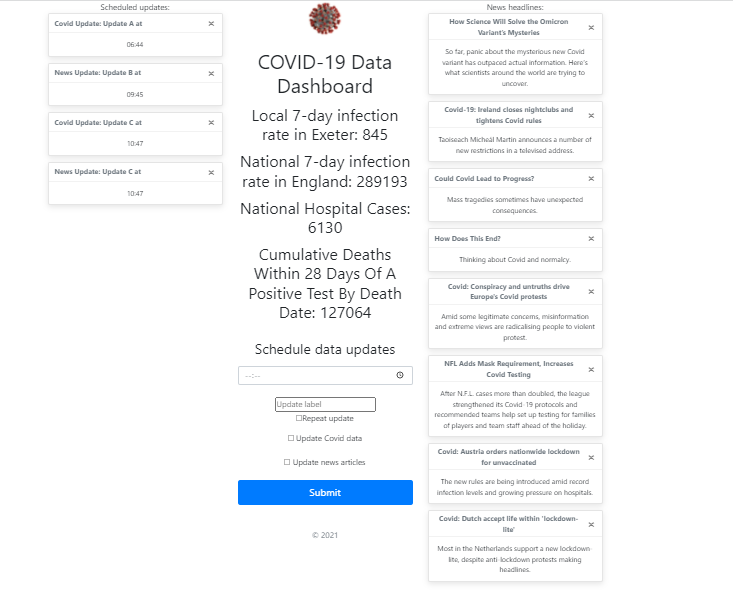 Scheduled updates:
Covid Update: Update A at ×
06:44
News Update: Update B at ×
09:45
Covid Update: Update C at ×
10:47
News Update: Update C at ×
10:47
COVID-19 Data
Dashboard
Local 7-day infection
rate in Exeter: 845
National 7-day infection
rate in England: 289193
National Hospital Cases:
6130
Cumulative Deaths
Within 28 Days Of A
Positive Test By Death
Date: 127064
Schedule data updates
--:--
Update label
Repeat update
Update Covid data
Update news articles
Submit
© 2021
News headlines:
How Science Will Solve the Omicron ×
Variant's Mysteries
So far, panic about the mysterious new Covid
variant has outpaced actual information. Here's
what scientists around the world are trying to
uncover.
Covid-19: Ireland closes nightclubs and ×
tightens Covid rules
Taoiseach Micheál Martin announces a number of
new restrictions in a televised address.
Could Covid Lead to Progress? ×
Mass tragedies sometimes have unexpected
consequences.
How Does This End? ×
Thinking about Covid and normalcy.
Covid: Conspiracy and untruths drive ×
Europe's Covid protests
Amid some legitimate concerns, misinformation
and extreme views are radicalising people to violent
protest.
NFL Adds Mask Requirement, Increases ×
Covid Testing
After N.F.L. cases more than doubled, the league
strengthened its Covid-19 protocols and
recommended teams help set up testing for families
of players and team staff ahead of the holiday.
Covid: Austria orders nationwide lockdown ×
for unvaccinated
The new rules are being introduced amid record
infection levels and growing pressure on hospitals.
Covid: Dutch accept life within 'lockdown- ×
lite'
Most in the Netherlands support a new lockdown-
lite, despite anti-lockdown protests making
headlines.